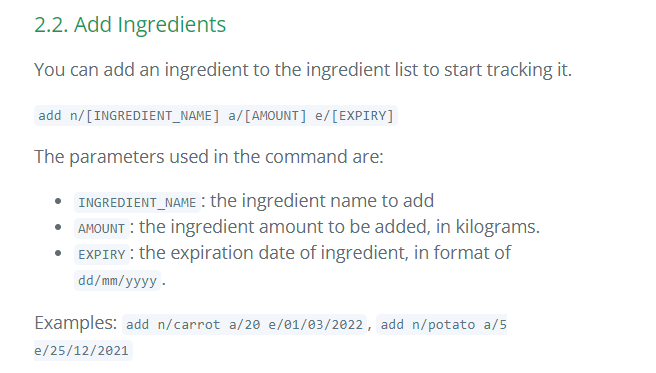 2.2. Add Ingredients
You can add an ingredient to the ingredient list to start tracking it.
add n/[INGREDIENT_NAME] a/[AMOUNT] e/[EXPIRY]
The parameters used in the command are:
• INGREDIENT_NAME : the ingredient name to add
• AMOUNT : the ingredient amount to be added, in kilograms.
• EXPIRY : the expiration date of ingredient, in format of
dd/mm/yyyy .
Examples: add n/carrot a/20 e/01/03/2022 , add n/potato a/5
e/25/12/2021